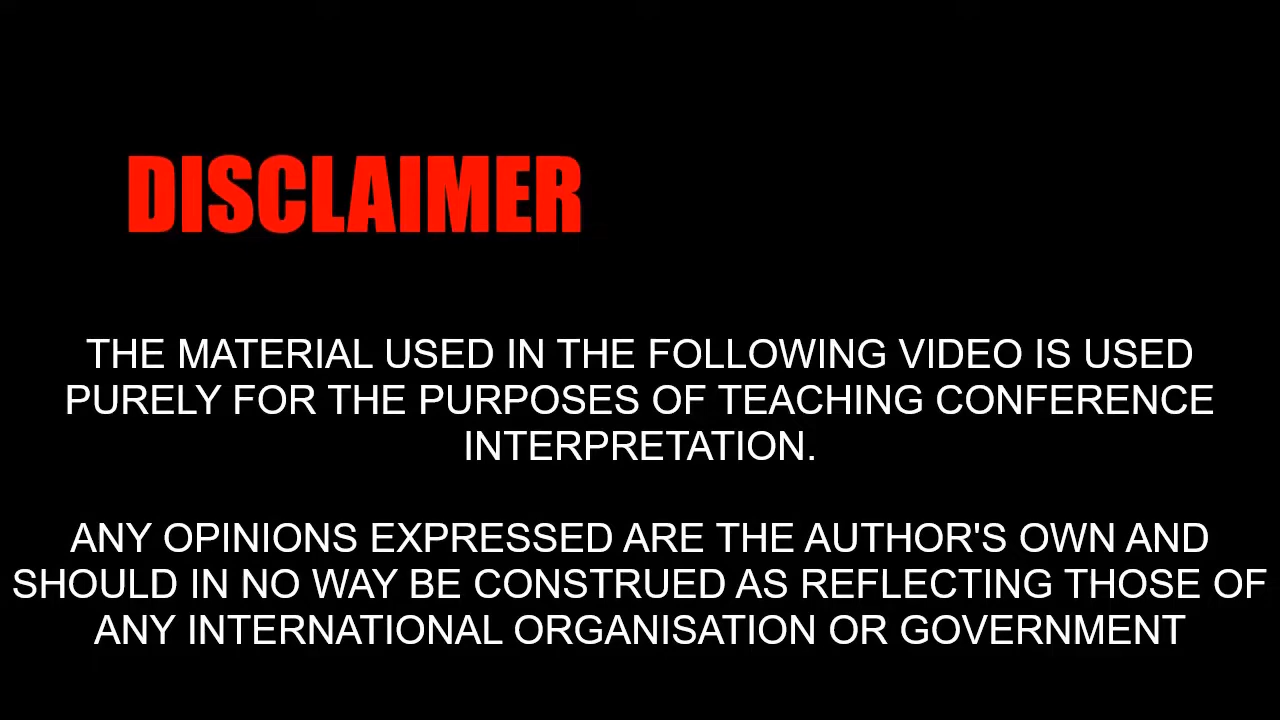 DISCLAIMER
THE MATERIAL USED IN THE FOLLOWING VIDEO IS USED
PURELY FOR THE PURPOSES OF TEACHING CONFERENCE
INTERPRETATION.
ANY OPINIONS EXPRESSED ARE THE AUTHOR'S OWN AND
SHOULD IN NO WAY BE CONSTRUED AS REFLECTING THOSE OF
ANY INTERNATIONAL ORGANISATION OR GOVERNMENT